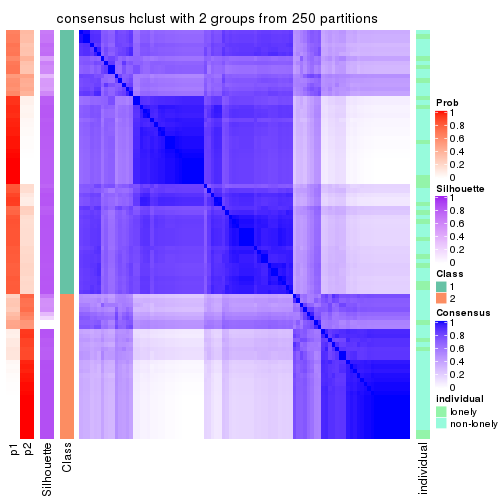 consensus hclust with 2 groups from 250 partitions
Prob
1
0.8
0.6
0.4
0.2
0
Silhouette
1
0.8
0.6
0.4
0.2
0
Class
1
2
Consensus
1
0.8
0.6
0.4
0.2
0
individual
lonely
non-lonely
p1
p2
Silhouette
Class
individual